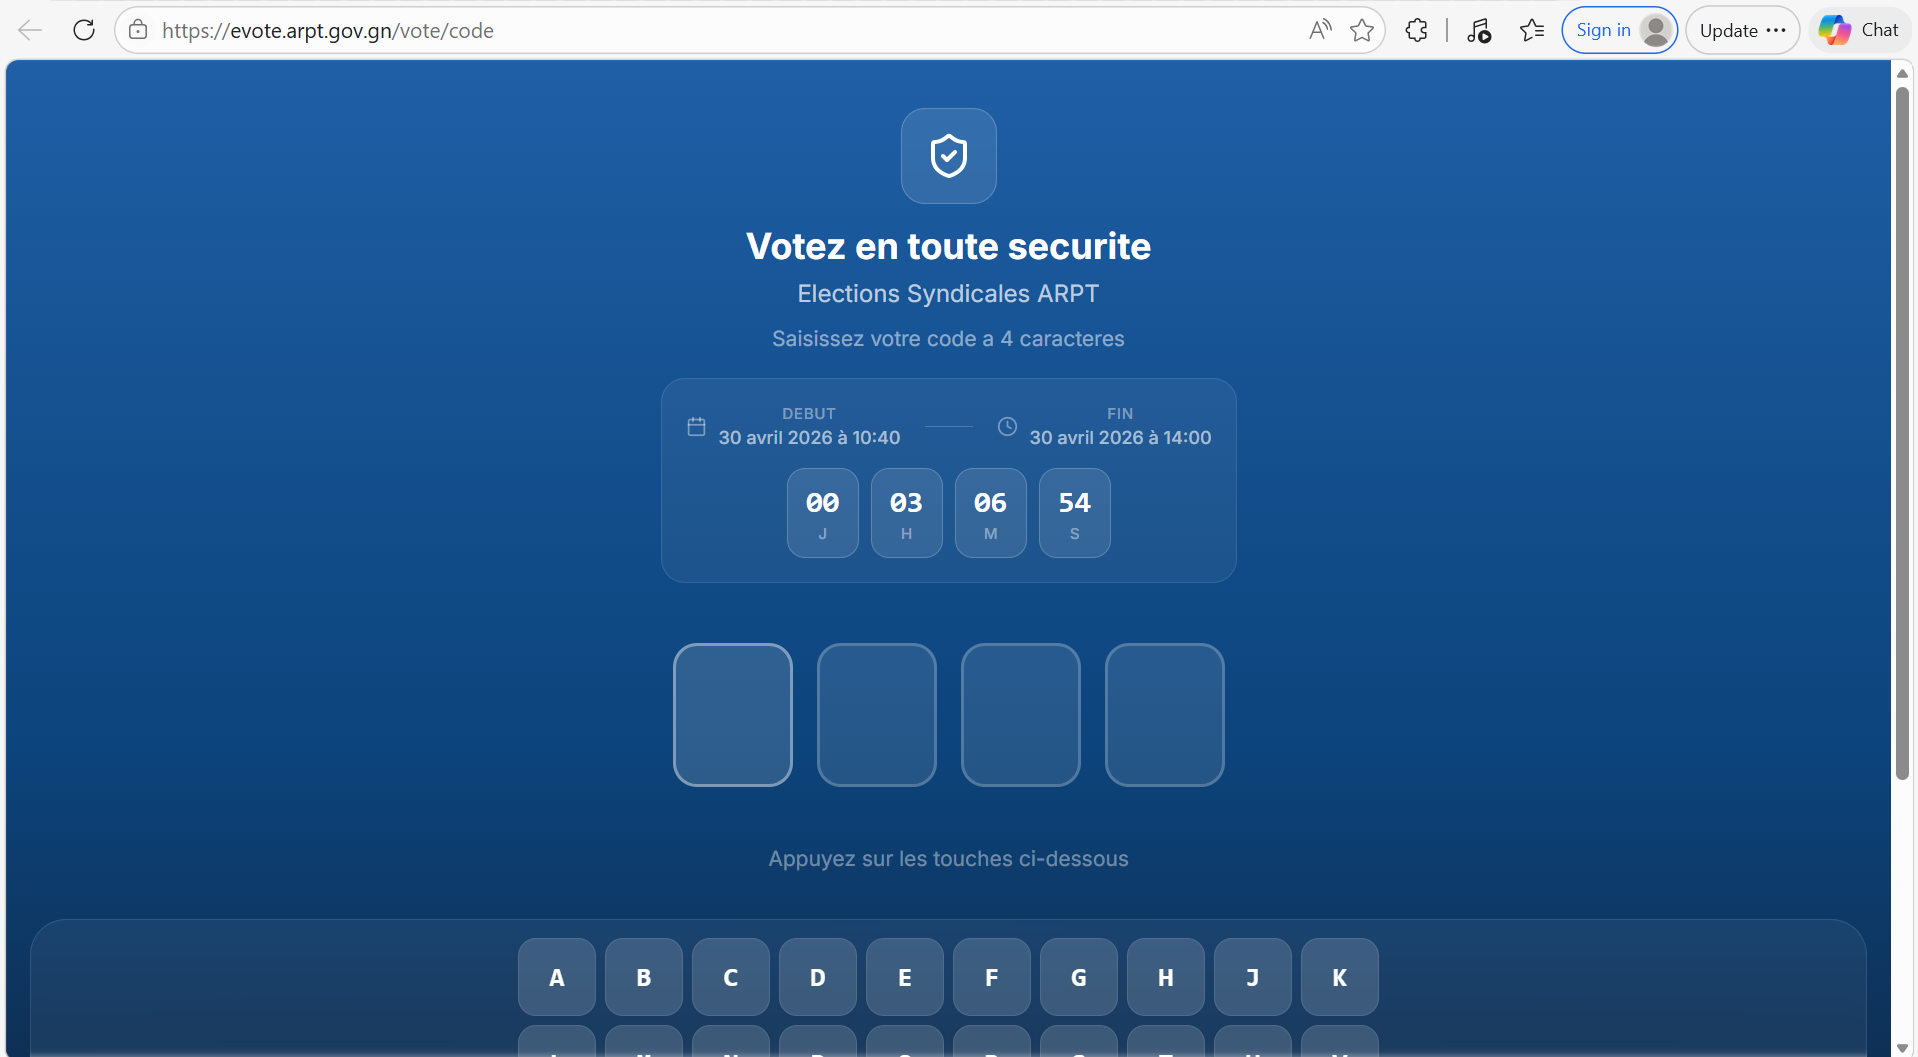 https://evote.arpt.gov.gn/vote/code
Sign in
Update
Chat
Votez en toute securite
Elections Syndicales ARPT
Saisissez votre code a 4 caracteres
DEBUT
30 avril 2026 à 10:40
FIN
30 avril 2026 à 14:00
00 03 06 54
J H M S
Appuyez sur les touches ci-dessous
A B C D E F G H J K